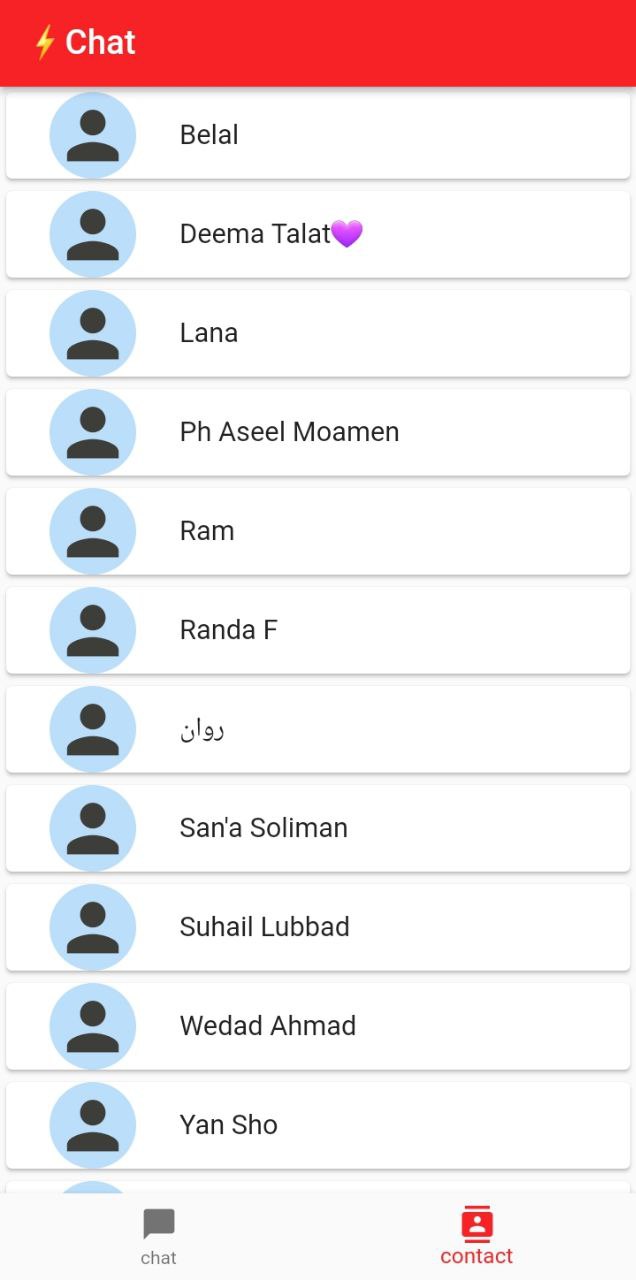 ⚡ Chat
Belal
Deema Talat💜
Lana
Ph Aseel Moamen
Ram
Randa F
روان
San'a Soliman
Suhail Lubbad
Wedad Ahmad
Yan Sho
chat
contact